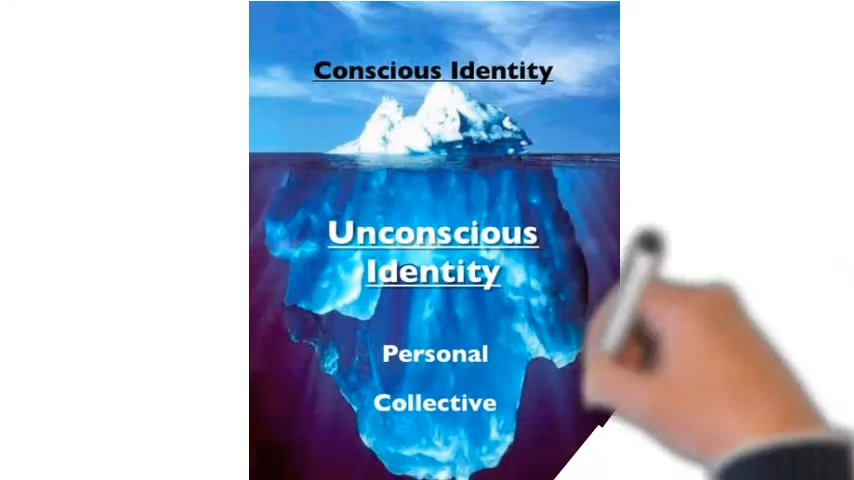 Conscious Identity
Unconscious
Identity
Personal
Collective